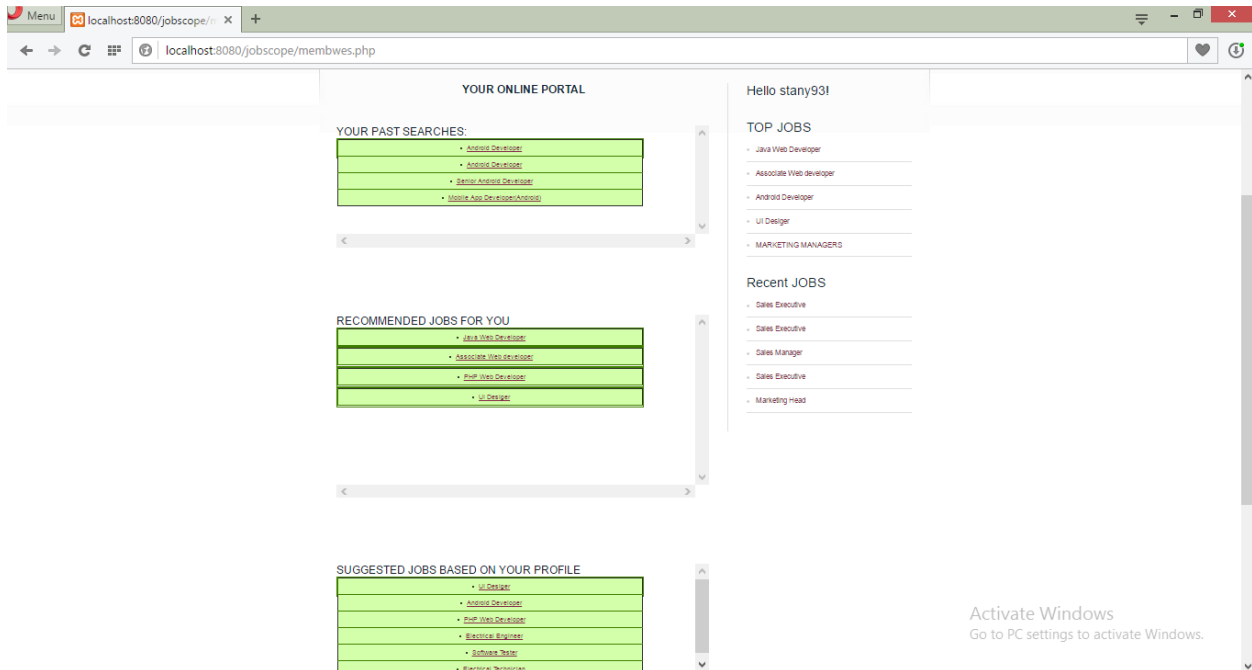 Menu
localhost:8080/jobscope/m
localhost:8080/jobscope/membwes.php
YOUR ONLINE PORTAL
YOUR PAST SEARCHES:
• Android Developer
• Android Developer
• Senior Android Developer
• Mobile App Developer(Android)
RECOMMENDED JOBS FOR YOU
• Java Web Developer
• Associate Web developer
• PHP Web Developer
• UI Desiger
SUGGESTED JOBS BASED ON YOUR PROFILE
• UI Desiger
• Android Developer
• PHP Web Developer
• Electrical Engineer
• Software Tester
• Electrical Technician
Hello stany93!
TOP JOBS
Java Web Developer
Associate Web developer
Android Developer
UI Desiger
MARKETING MANAGERS
Recent JOBS
Sales Executive
Sales Executive
Sales Manager
Sales Executive
Marketing Head
Activate Windows
Go to PC settings to activate Windows.